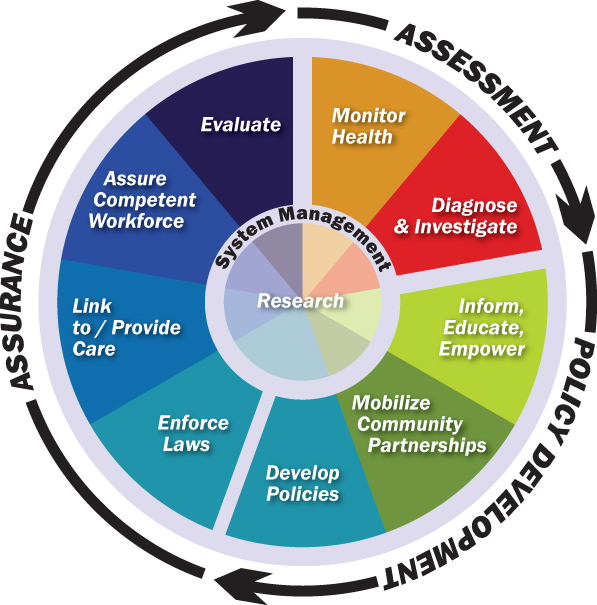 ASSESSMENT
Monitor
Health
Diagnose
& Investigate
POLICY DEVELOPMENT
Inform,
Educate,
Empower
Mobilize
Community
Partnerships
Develop
Policies
ASSURANCE
Enforce
Laws
Link
to / Provide
Care
Assure
Competent
Workforce
Evaluate
System Management
Research